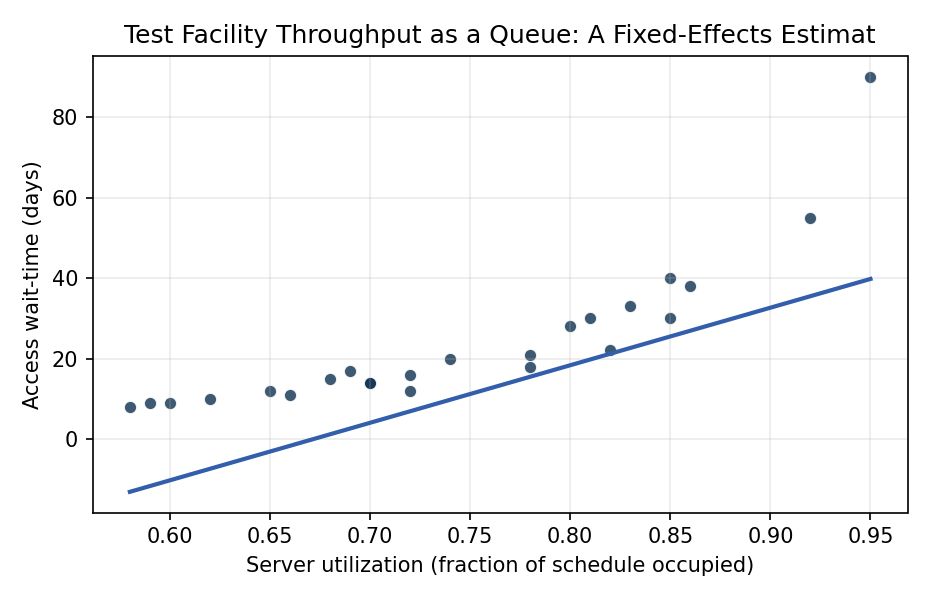 Test Facility Throughput as a Queue: A Fixed-Effects Estimat
Access wait-time (days)
80
60
40
20
0
0.60 0.65 0.70 0.75 0.80 0.85 0.90 0.95
Server utilization (fraction of schedule occupied)